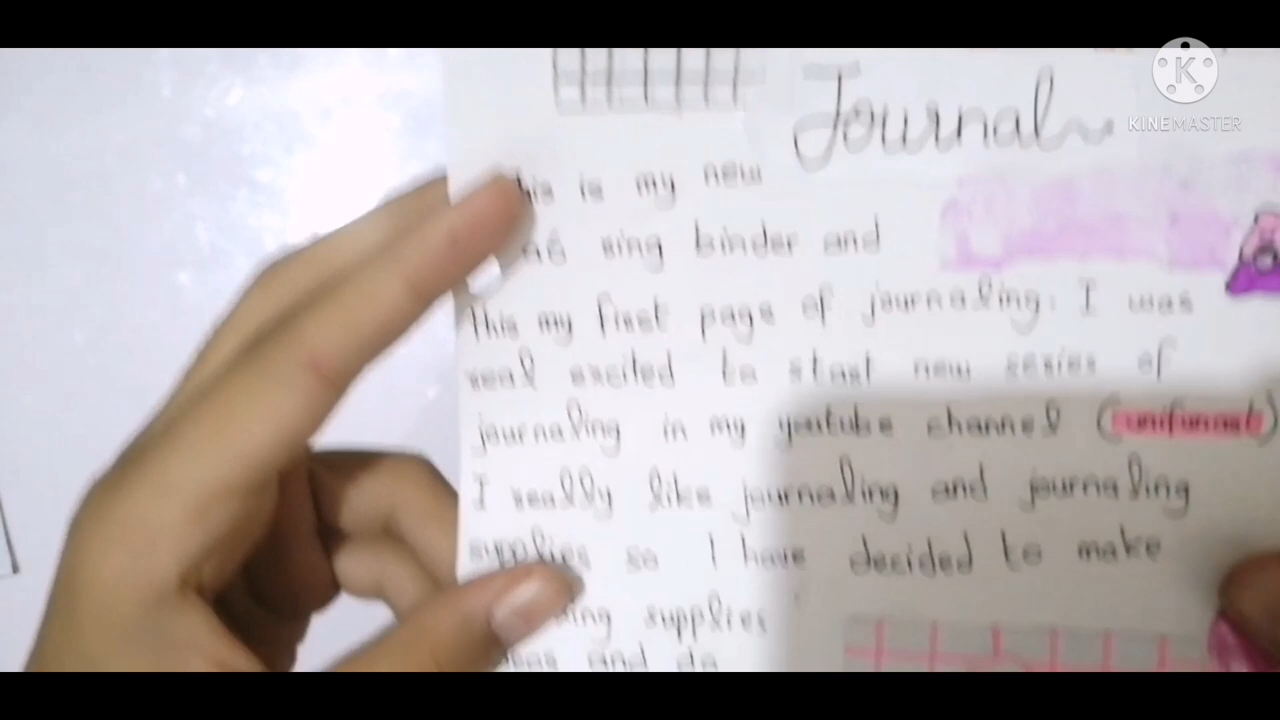 KINEMASTER
Journal
is my new
ring binder and
This my first page of journaling. I was
real excited to start new series of
journaling in my youtube channel ()
I really like journaling and journaling
supplies so I have decided to make
supplies
and do